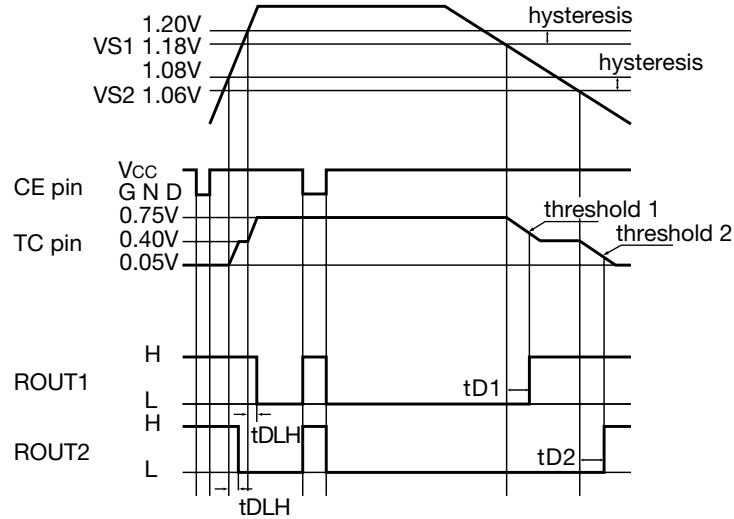 hysteresis
1.20V
VS1 1.18V
hysteresis
1.08V
VS2 1.06V
CE pin
VCC
G N D
TC pin
0.75V
threshold 1
0.40V
threshold 2
0.05V
ROUT1
H
tD1
L
tDLH
ROUT2
H
tD2
L
tDLH